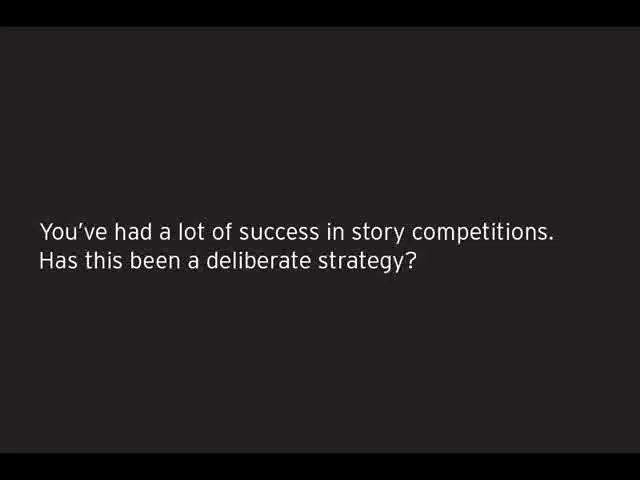 You've had a lot of success in story competitions.
Has this been a deliberate strategy?